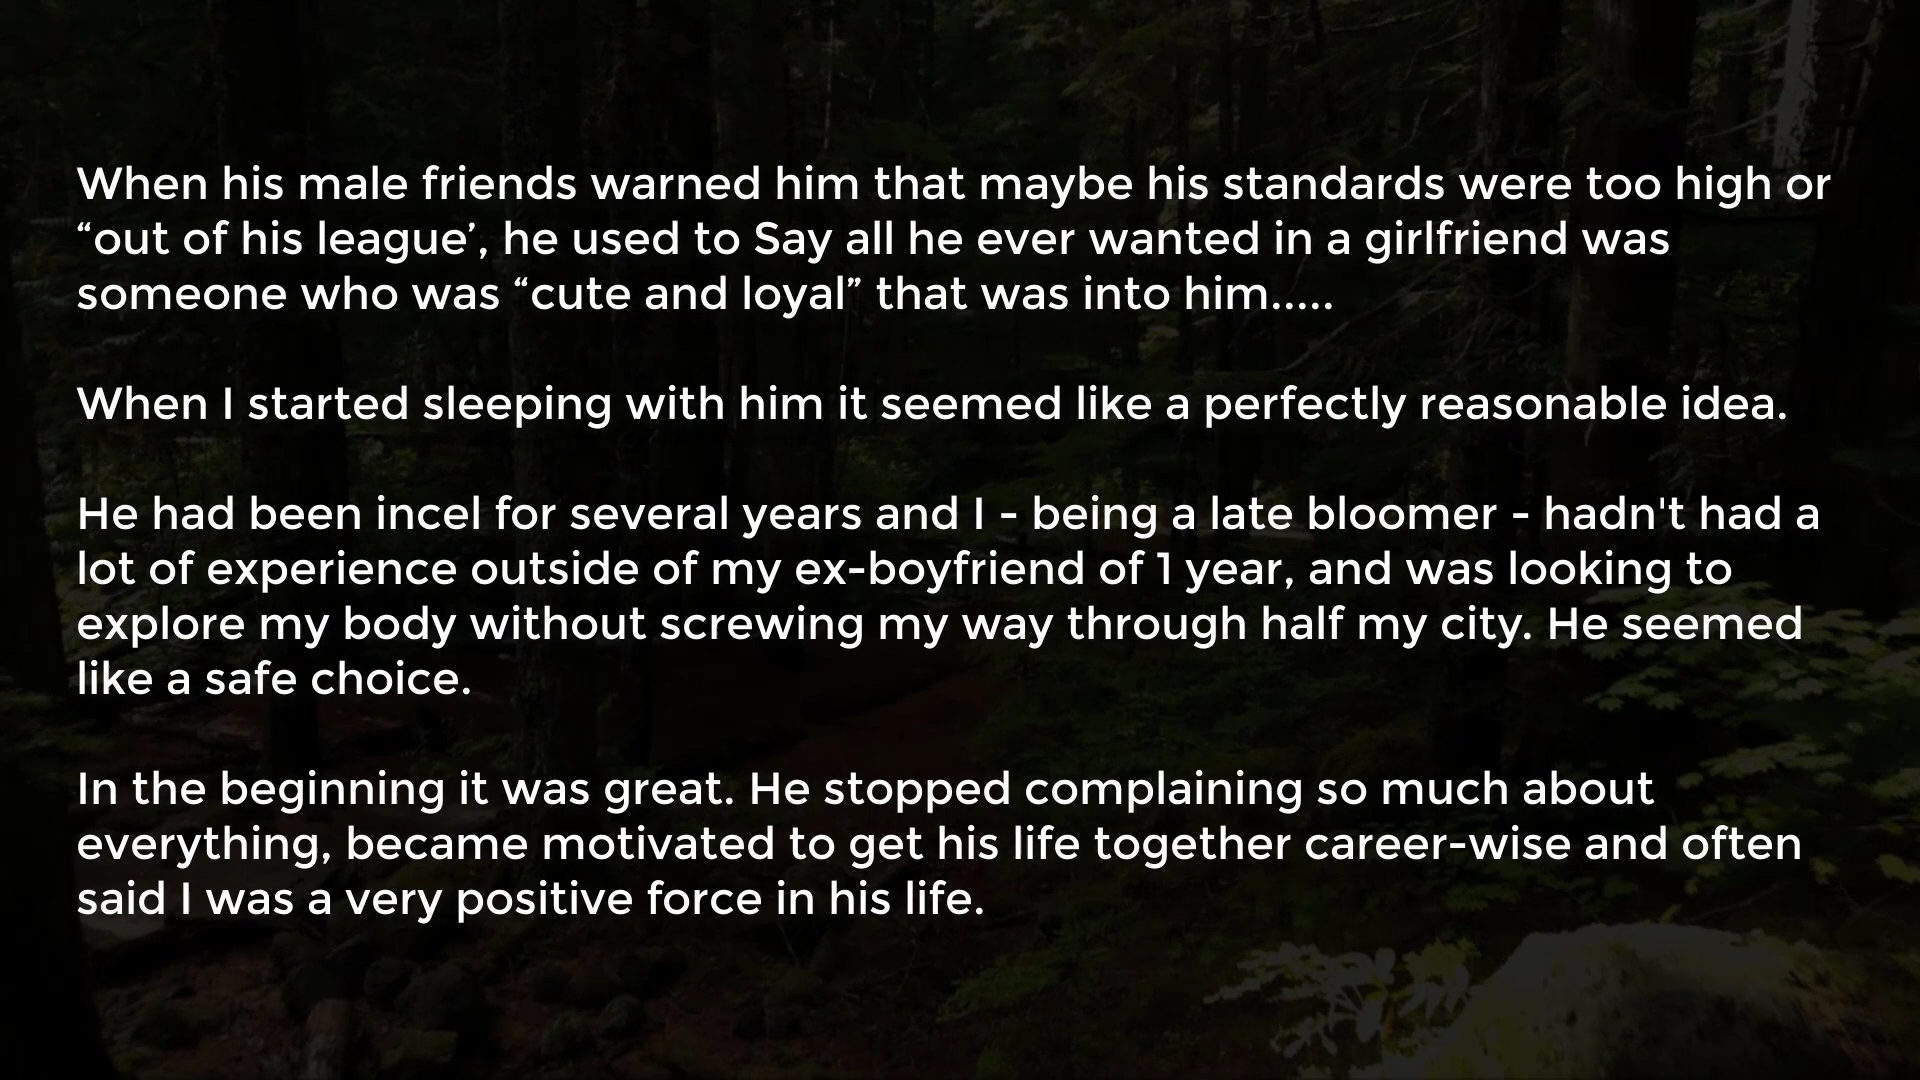 When his male friends warned him that maybe his standards were too high or
“out of his league’, he used to Say all he ever wanted in a girlfriend was
someone who was “cute and loyal” that was into him.....
When I started sleeping with him it seemed like a perfectly reasonable idea.
He had been incel for several years and I - being a late bloomer - hadn't had a
lot of experience outside of my ex-boyfriend of 1 year, and was looking to
explore my body without screwing my way through half my city. He seemed
like a safe choice.
In the beginning it was great. He stopped complaining so much about
everything, became motivated to get his life together career-wise and often
said I was a very positive force in his life.